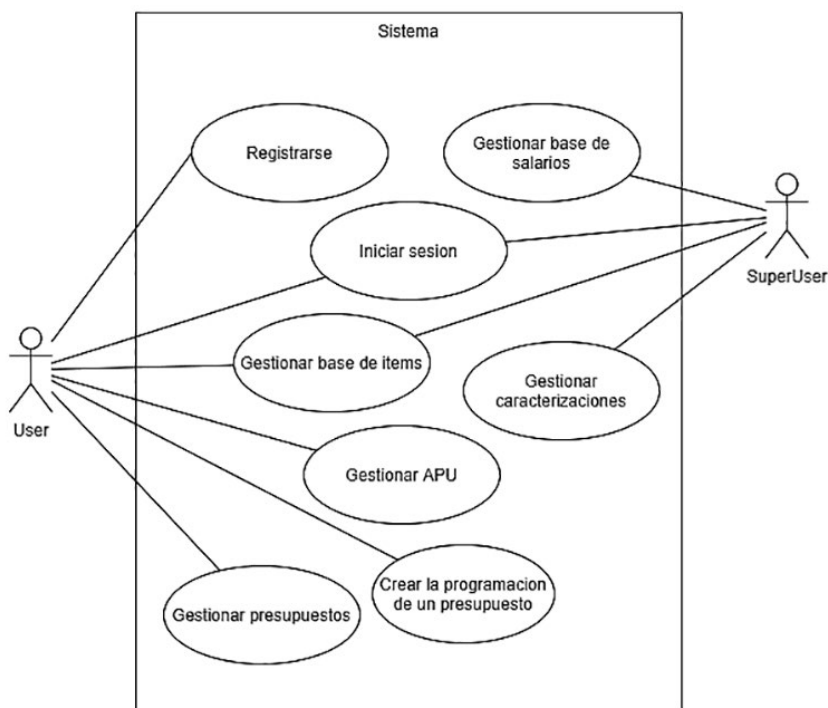 Sistema
Registrarse
Gestionar base de
salarios
Iniciar sesion
SuperUser
Gestionar base de items
Gestionar
caracterizaciones
User
Gestionar APU
Crear la programacion
de un presupuesto
Gestionar presupuestos